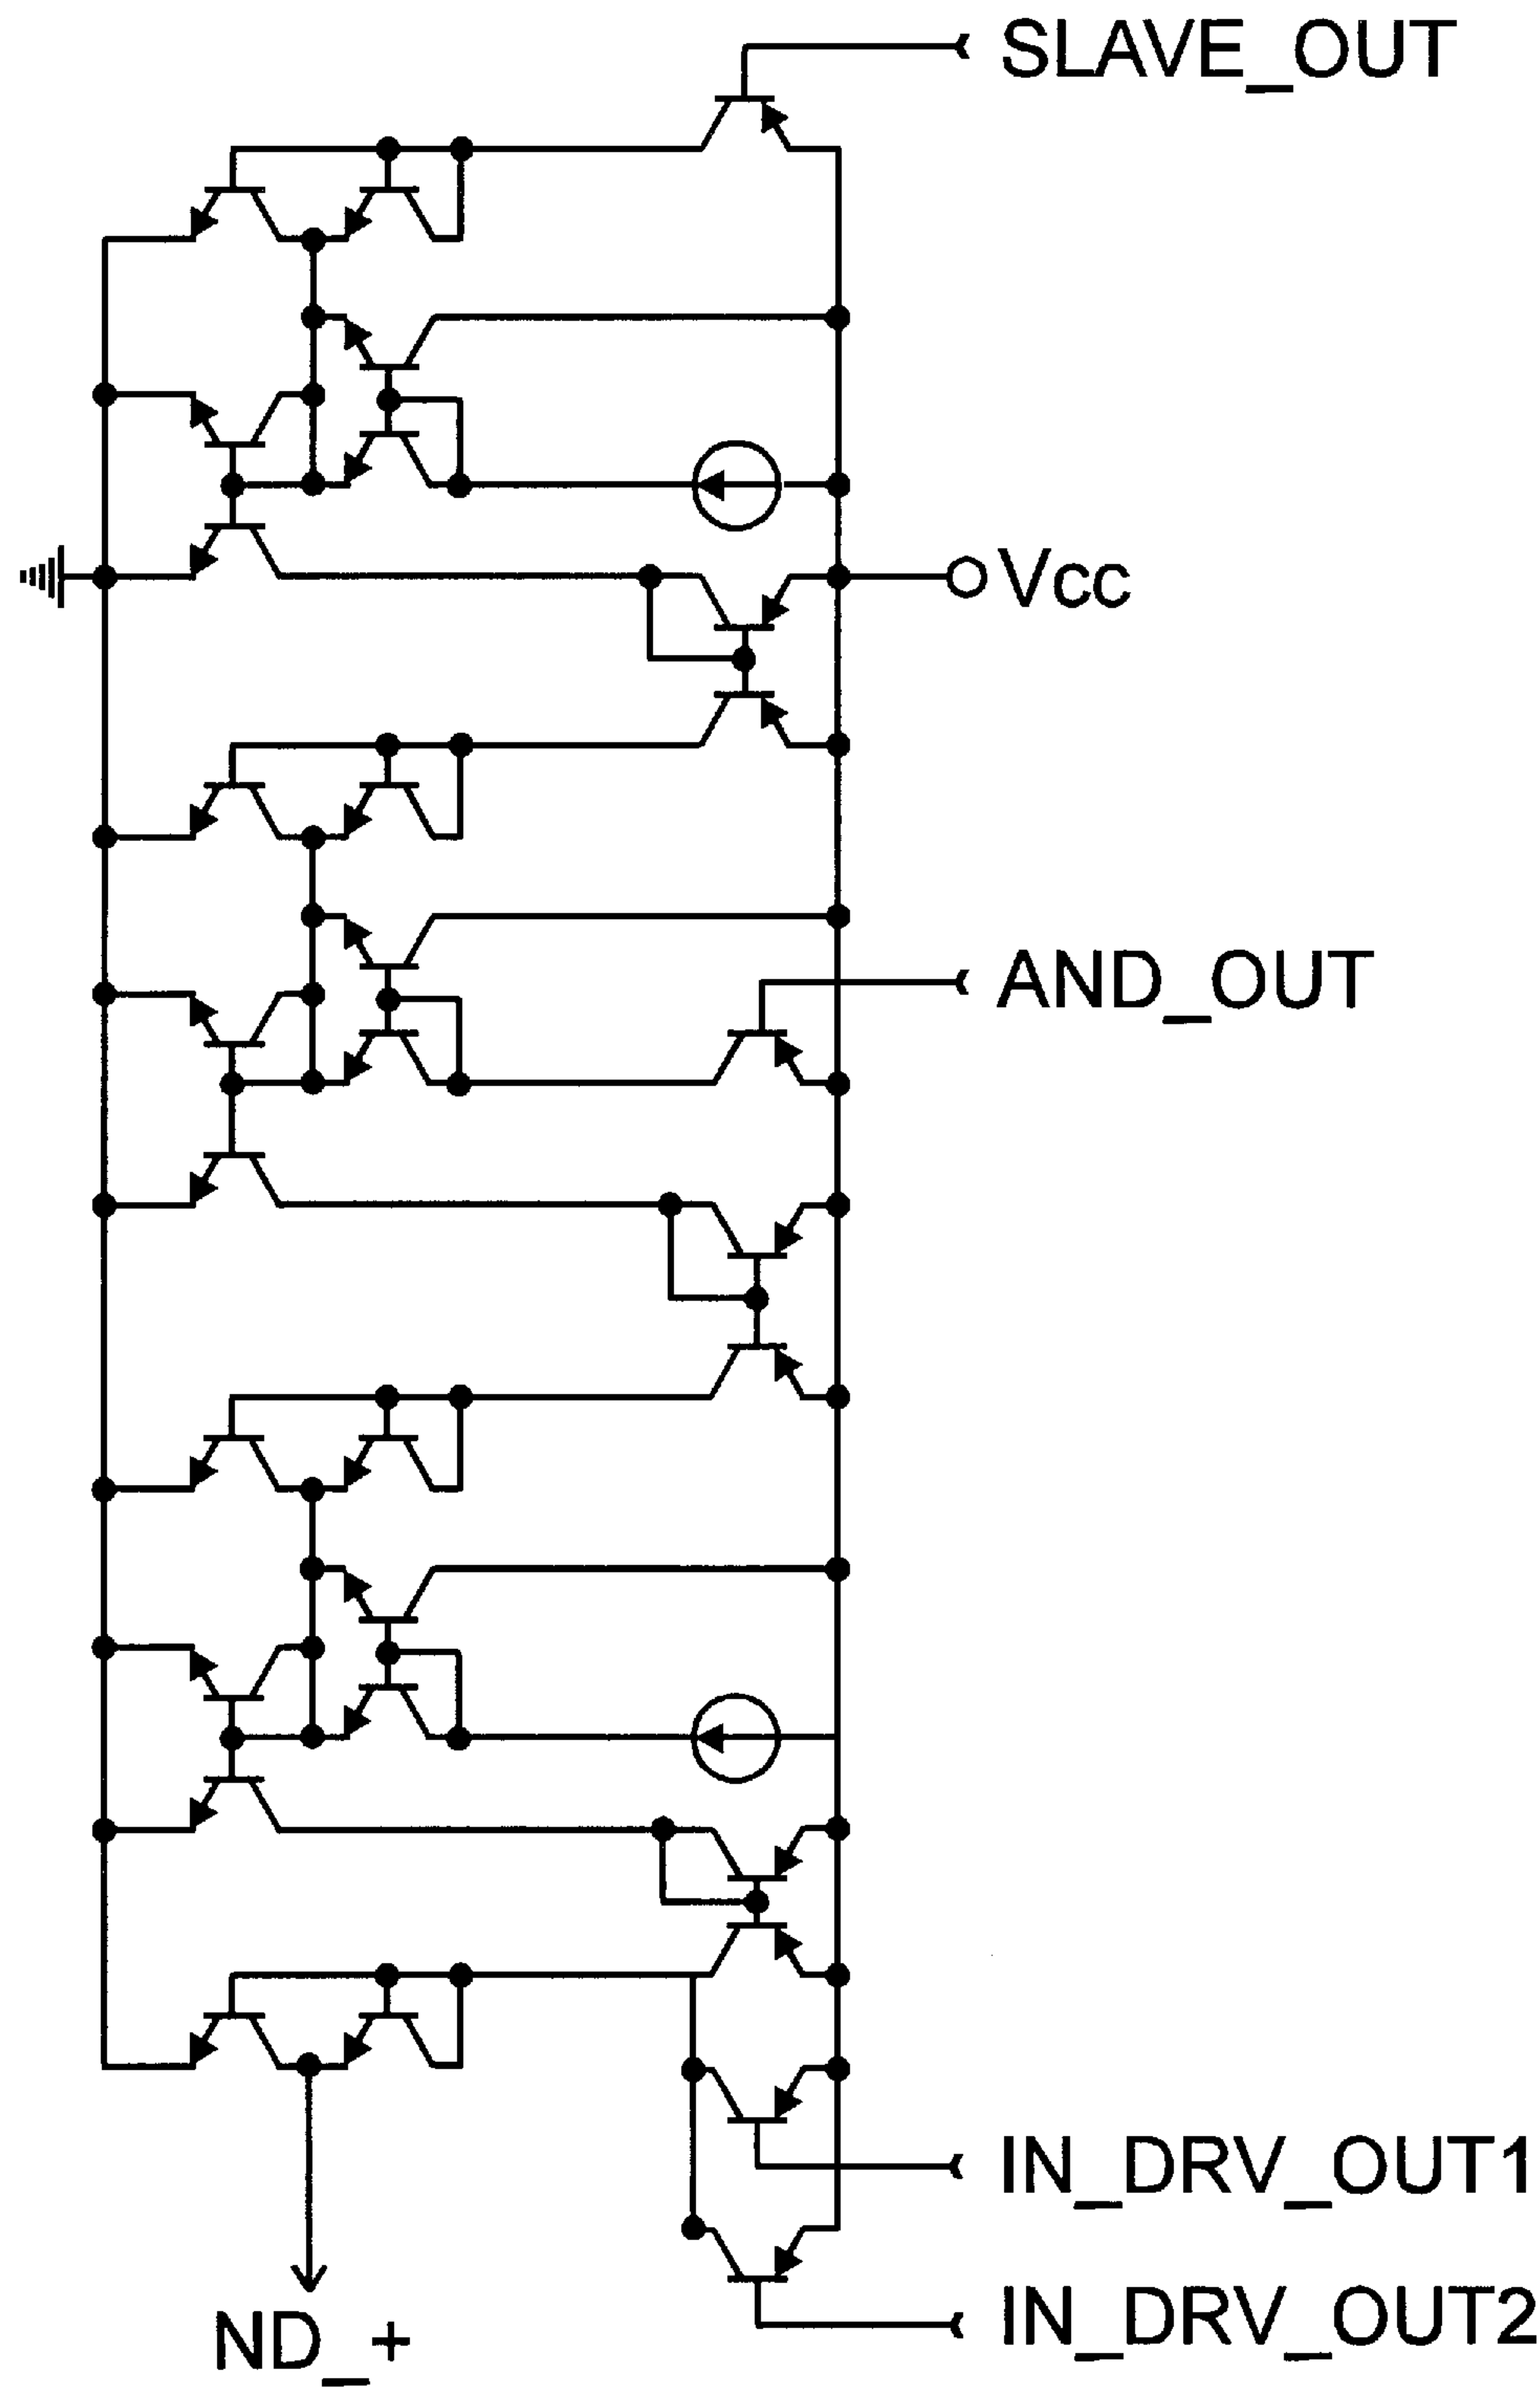 SLAVE_OUT
Vcc
AND_OUT
IN_DRV_OUT1
IN_DRV_OUT2
ND_+